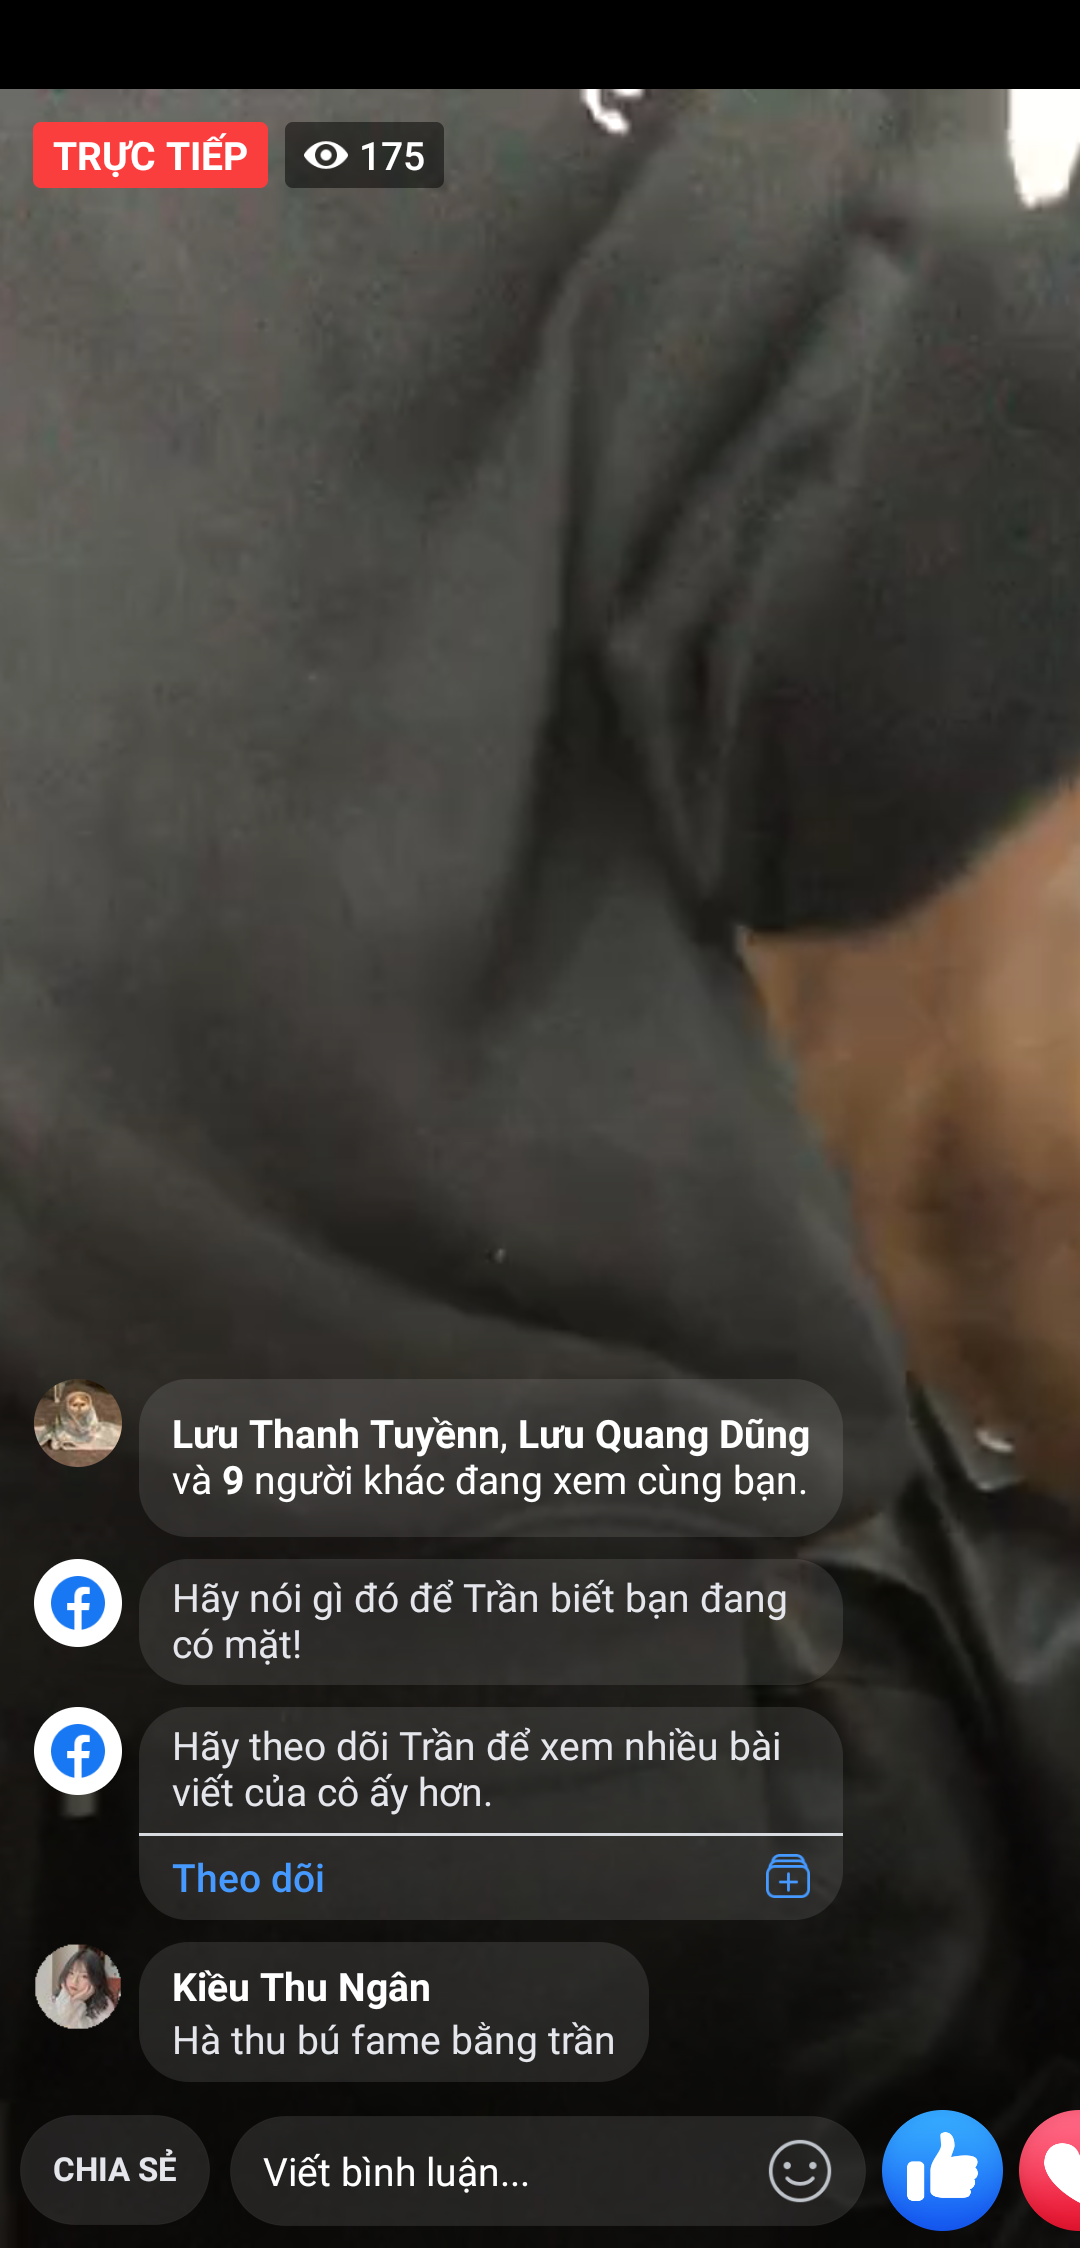 TRỰC TIẾP 175
Lưu Thanh Tuyềnn, Lưu Quang Dũng
và 9 người khác đang xem cùng bạn.
Hãy nói gì đó để Trần biết bạn đang
có mặt!
Hãy theo dõi Trần để xem nhiều bài
viết của cô ấy hơn.
Theo dõi
Kiều Thu Ngân
Hà thu bú fame bằng trần
CHIA SẺ Viết bình luận...